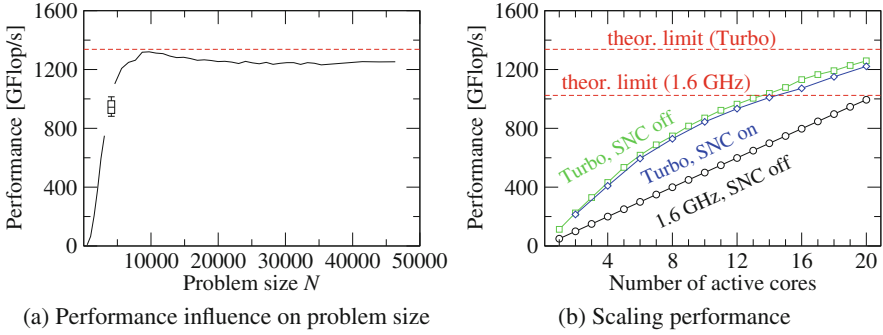 1600
1200
800
400
0
Performance [GFlop/s]
10000 20000 30000 40000 50000
Problem size N
(a) Performance influence on problem size
1600
1200
800
400
0
Performance [GFlop/s]
theor. limit (Turbo)
theor. limit (1.6 GHz)
Turbo, SNC off
Turbo, SNC on
1.6 GHz, SNC off
4 8 12 16 20
Number of active cores
(b) Scaling performance